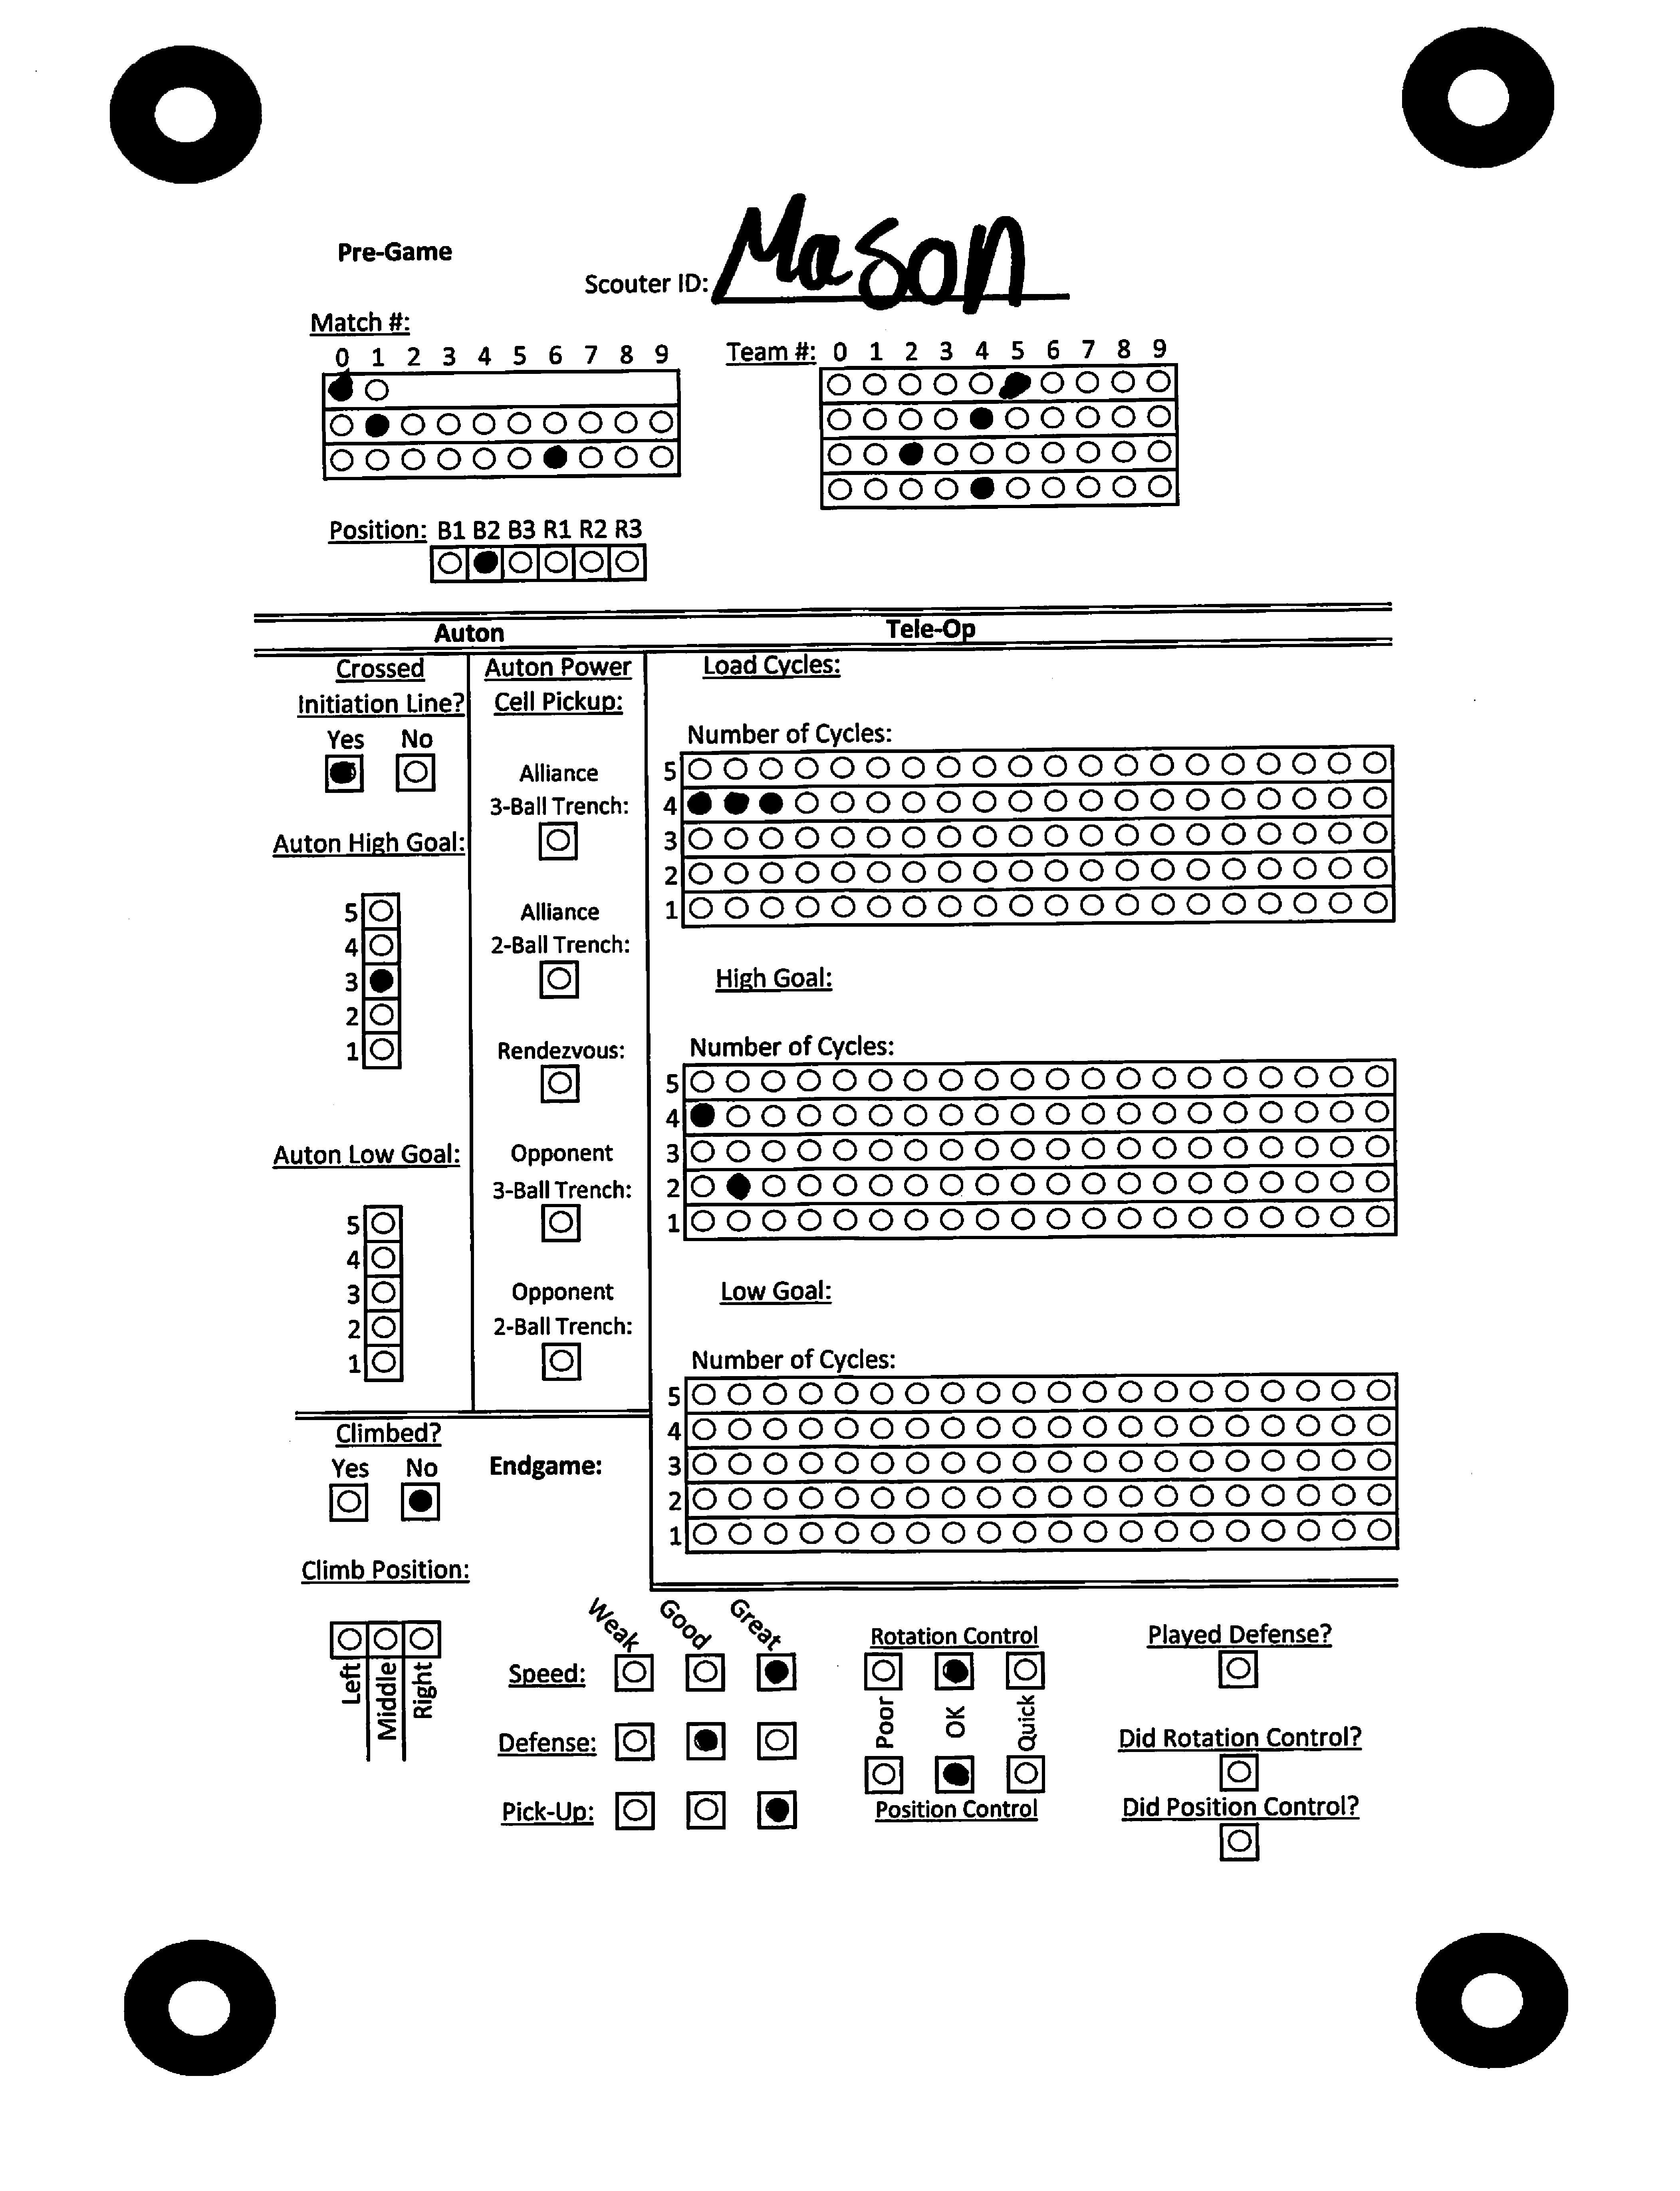 Pre-Game
Scouter ID: Mason
Match #:
0 1 2 3 4 5 6 7 8 9
Team #: 0 1 2 3 4 5 6 7 8 9
Position: B1 B2 B3 R1 R2 R3
Auton
Tele-Op
Crossed
Initiation Line?
Yes No
Auton High Goal:
5
4
3
2
1
Auton Low Goal:
5
4
3
2
1
Auton Power
Cell Pickup:
Alliance
3-Ball Trench:
Alliance
2-Ball Trench:
Rendezvous:
Opponent
3-Ball Trench:
Opponent
2-Ball Trench:
Load Cycles:
Number of Cycles:
5
4
3
2
1
High Goal:
Number of Cycles:
5
4
3
2
1
Low Goal:
Number of Cycles:
5
4
3
2
1
Climbed?
Yes No
Endgame:
Climb Position:
Left
Middle
Right
Weak Good Great
Speed:
Defense:
Pick-Up:
Rotation Control
Poor OK Quick
Position Control
Played Defense?
Did Rotation Control?
Did Position Control?